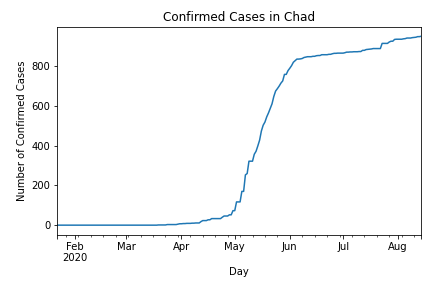 Confirmed Cases in Chad
Number of Confirmed Cases
800
600
400
200
0
Feb Mar Apr May Jun Jul Aug
2020
Day